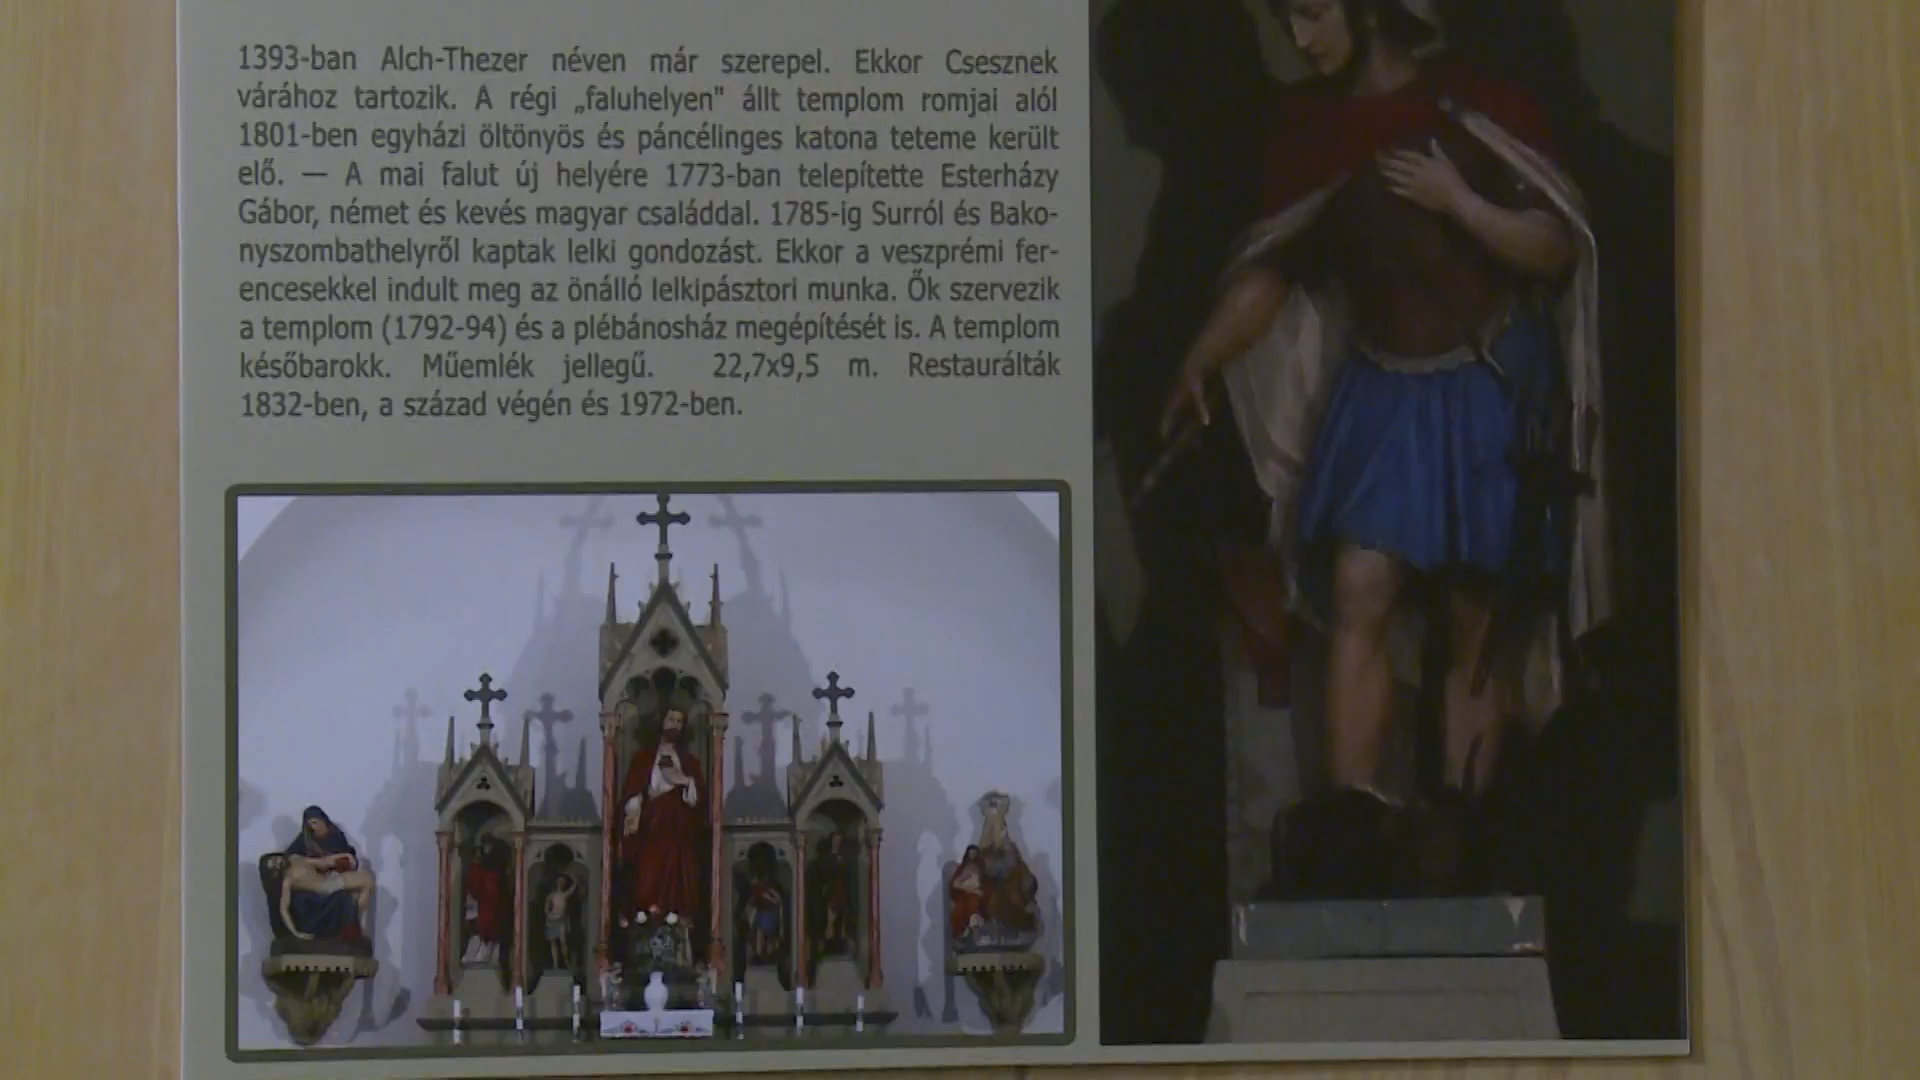 1393-ban Alch-Thezer néven már szerepel. Ekkor Csesznek
várához tartozik. A régi „faluhelyen" állt templom romjai alól
1801-ben egyházi öltönyös és páncélinges katona teteme került
elő. — A mai falut új helyére 1773-ban telepítette Esterházy
Gábor, német és kevés magyar családdal. 1785-ig Surról és Bako-
nyszombathelyről kaptak lelki gondozást. Ekkor a veszprémi fer-
encesekkel indult meg az önálló lelkipásztori munka. Ők szervezik
a templom (1792-94) és a plébánosház megépítését is. A templom
későbarokk. Műemlék jellegű. 22,7x9,5 m. Restaurálták
1832-ben, a század végén és 1972-ben.